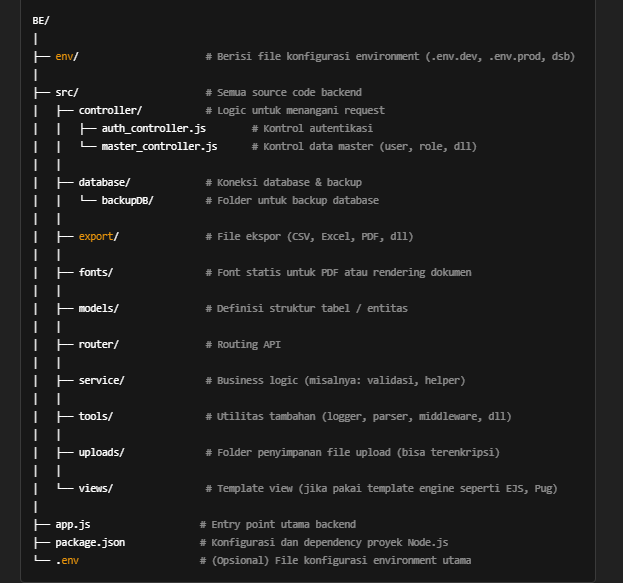 BE/
│
├── env/                      # Berisi file konfigurasi environment (.env.dev, .env.prod, dsb)
│
├── src/                      # Semua source code backend
│   ├── controller/           # Logic untuk menangani request
│   │   ├── auth_controller.js        # Kontrol autentikasi
│   │   └── master_controller.js      # Kontrol data master (user, role, dll)
│   │
│   ├── database/             # Koneksi database & backup
│   │   └── backupDB/         # Folder untuk backup database
│   │
│   ├── export/               # File ekspor (CSV, Excel, PDF, dll)
│   │
│   ├── fonts/                # Font statis untuk PDF atau rendering dokumen
│   │
│   ├── models/               # Definisi struktur tabel / entitas
│   │
│   ├── router/               # Routing API
│   │
│   ├── service/              # Business logic (misalnya: validasi, helper)
│   │
│   ├── tools/                # Utilitas tambahan (logger, parser, middleware, dll)
│   │
│   ├── uploads/              # Folder penyimpanan file upload (bisa terenkripsi)
│   │
│   └── views/                # Template view (jika pakai template engine seperti EJS, Pug)
│
├── app.js                   # Entry point utama backend
├── package.json             # Konfigurasi dan dependency proyek Node.js
└── .env                     # (Opsional) File konfigurasi environment utama